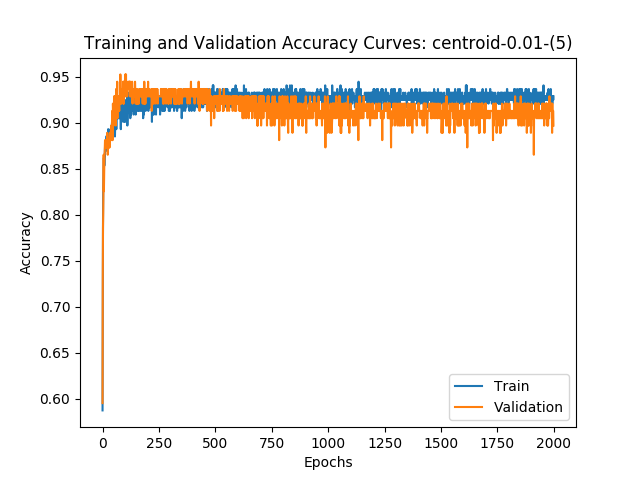 Training and Validation Accuracy Curves: centroid-0.01-(5)
0.95
0.90
0.85
0.80
0.75
0.70
0.65
0.60
Accuracy
0 250 500 750 1000 1250 1500 1750 2000
Epochs
Train
Validation